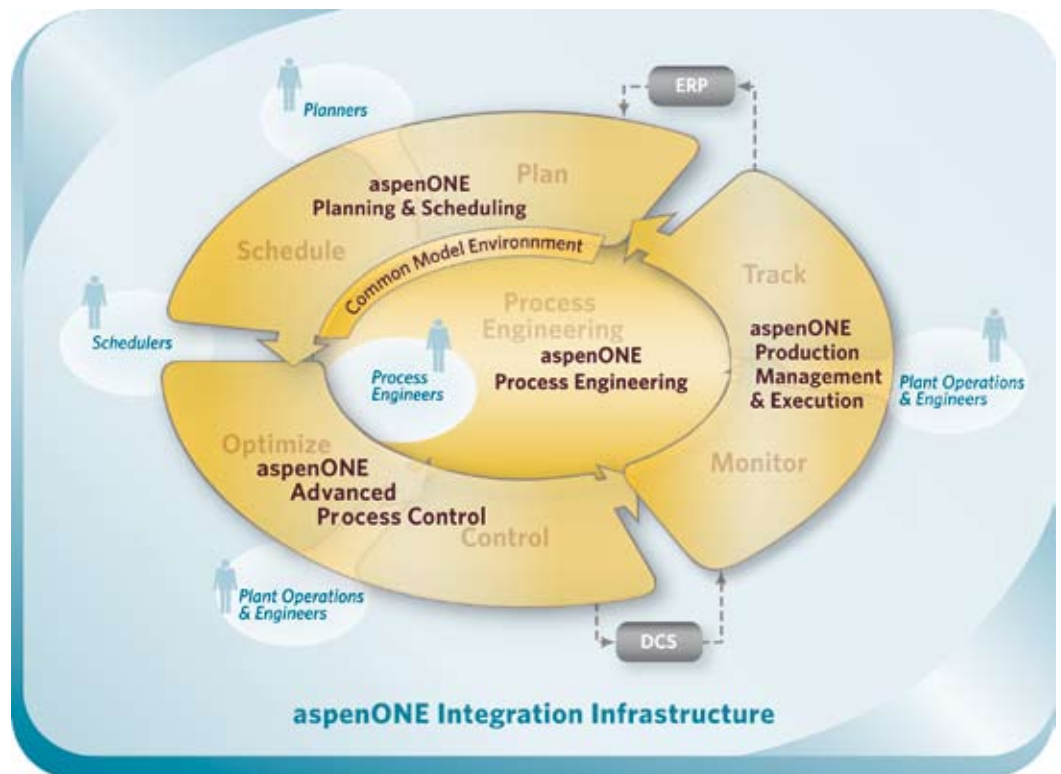 ERP
Planners
Plan
aspenONE
Planning & Scheduling
Schedule
Common Model Environnment
Track
Process
Engineering
aspenONE
Process Engineering
aspenONE
Production
Management
& Execution
Schedulers
Process
Engineers
Plant Operations
& Engineers
Optimize
aspenONE
Advanced
Process Control
Monitor
Control
Plant Operations
& Engineers
DCS
aspenONE Integration Infrastructure